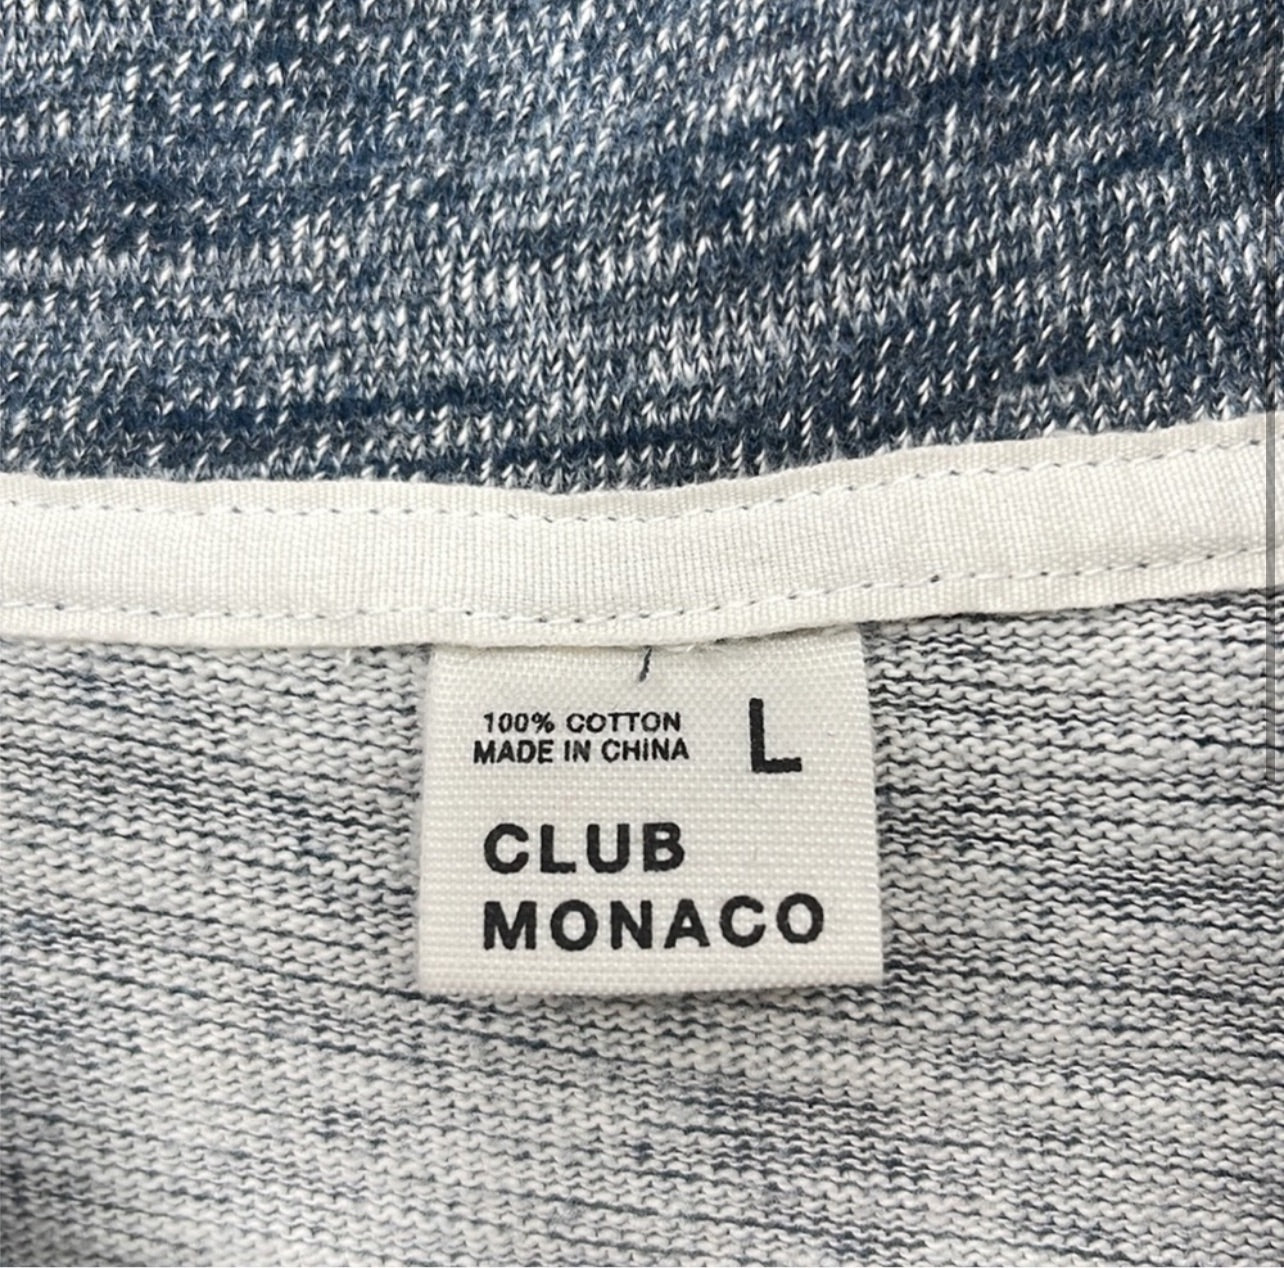 100% COTTON
MADE IN CHINA
L
CLUB
MONACO